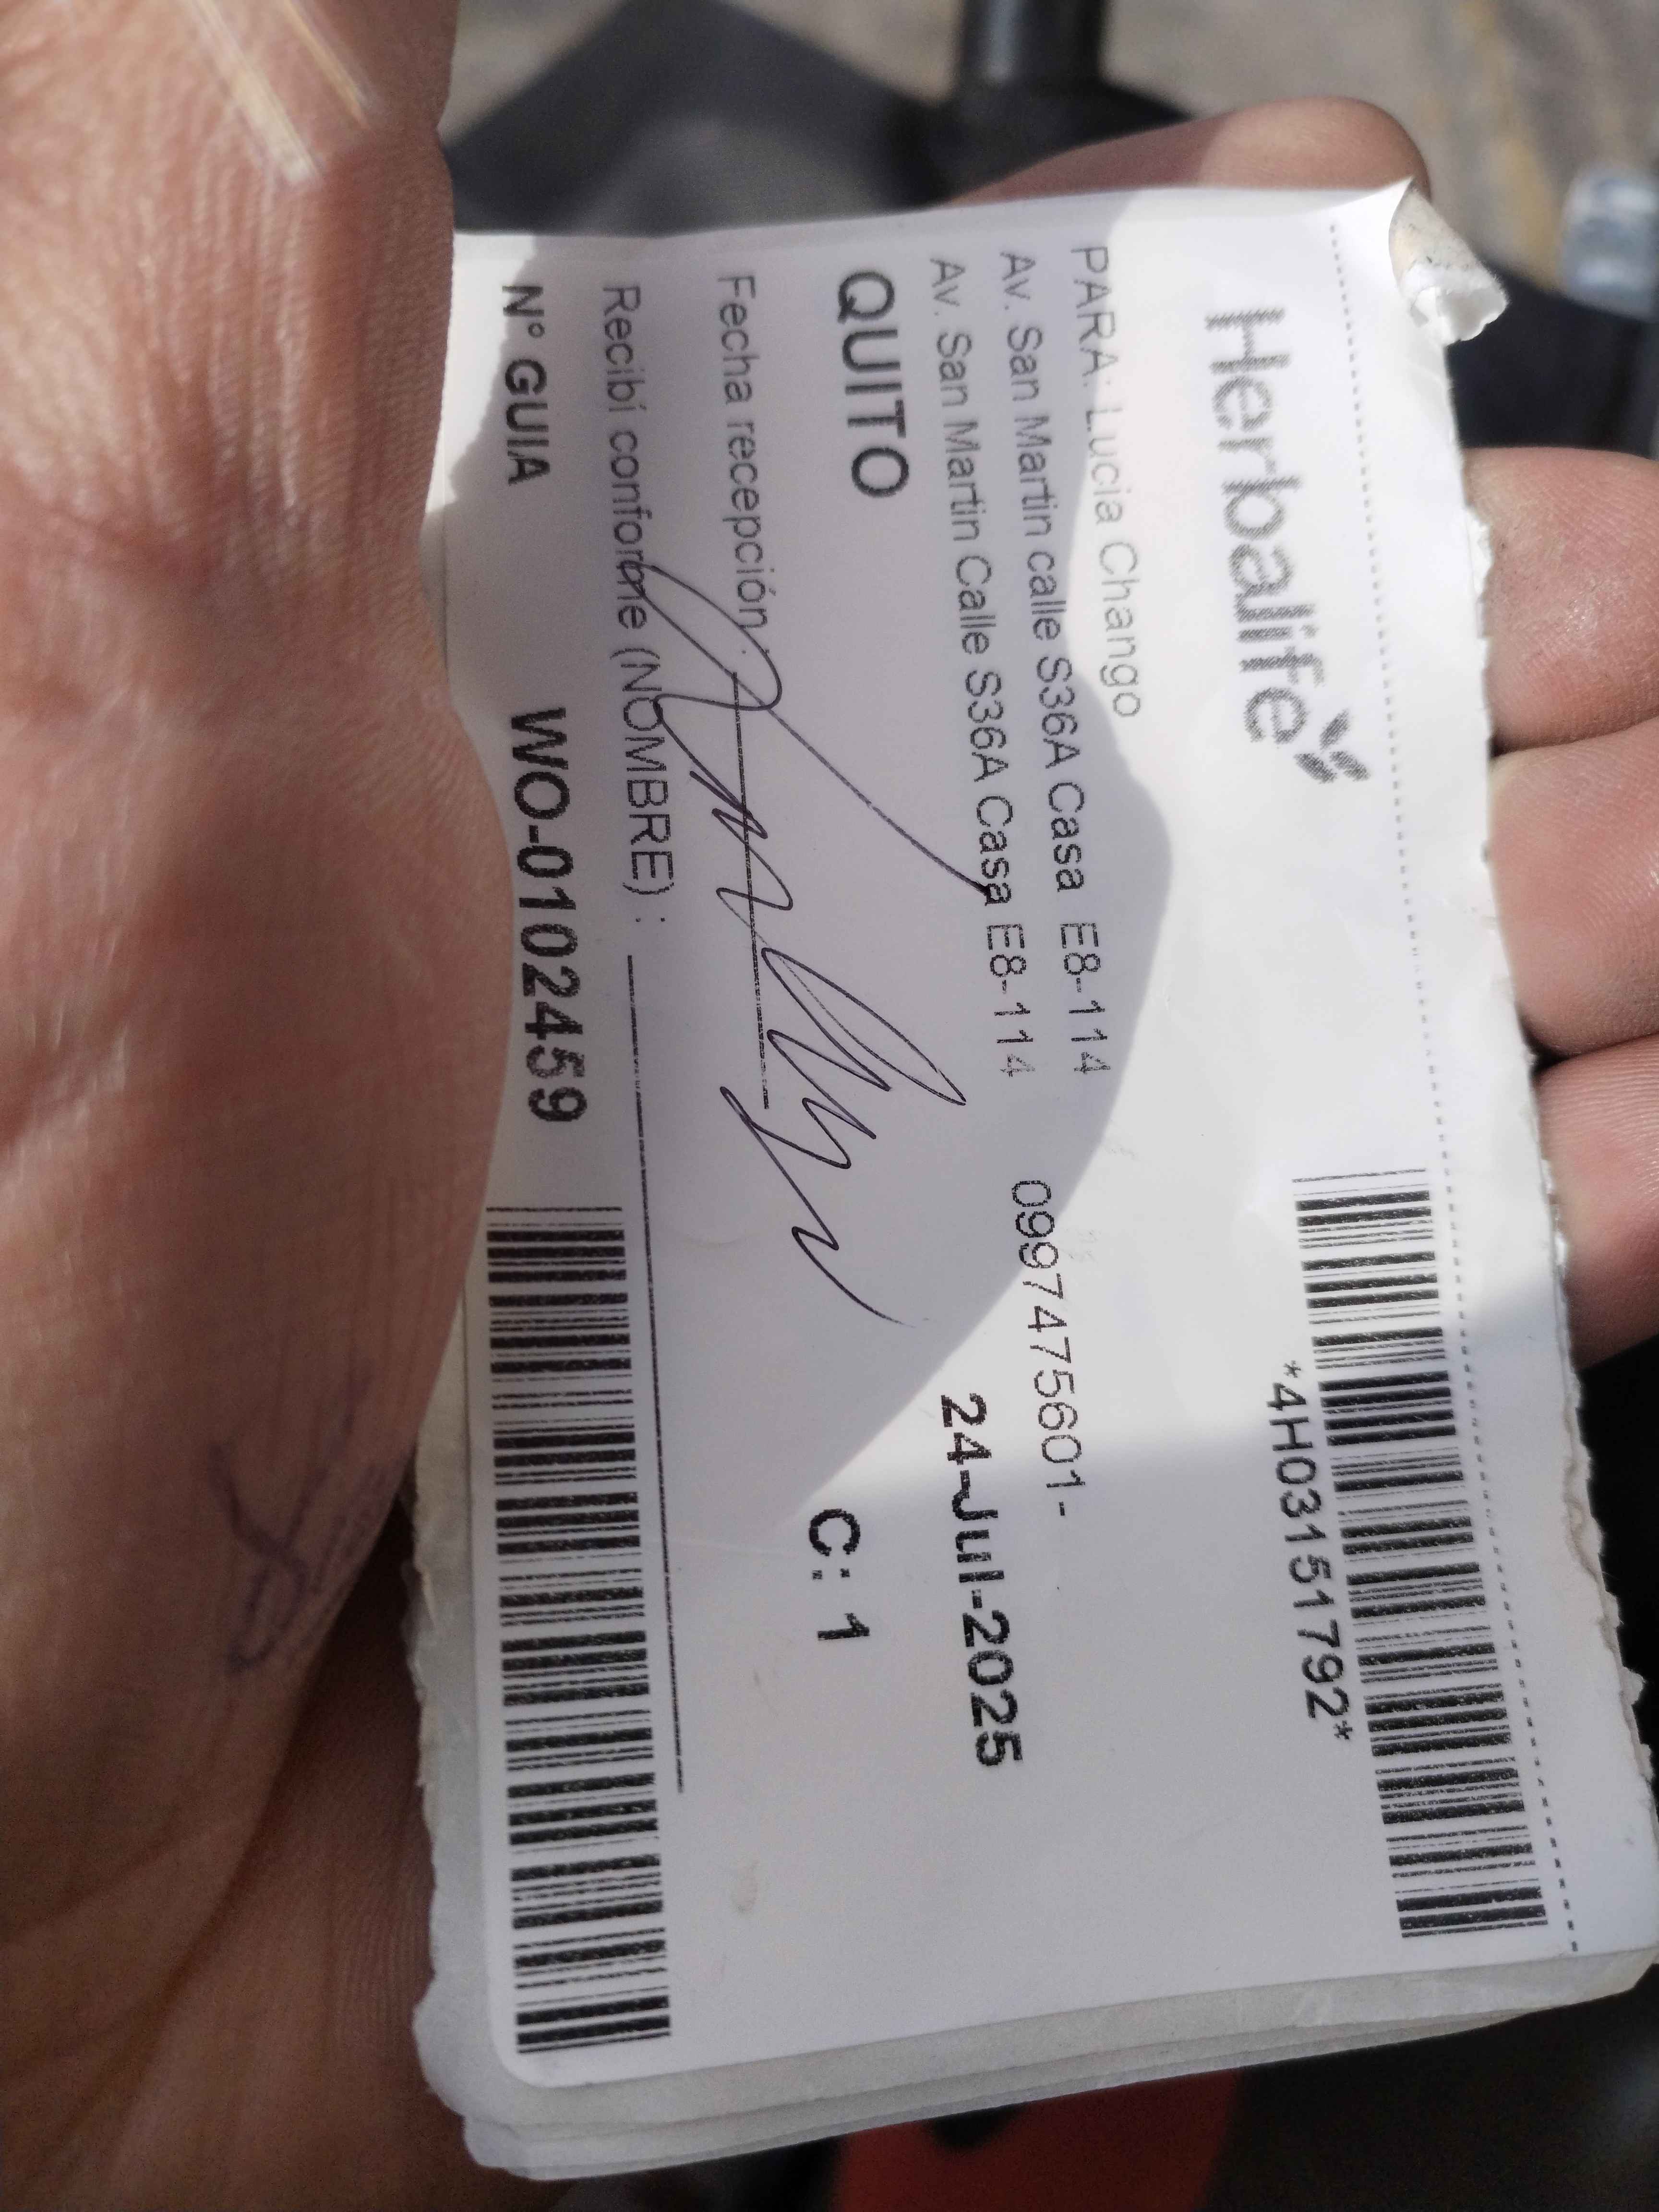 Herbalife
*4H03151792*
PARA: Lucia Chango
Av. San Martin calle S36A Casa E8-114 0997475601-
Av. San Martin Calle S36A Casa E8-114
24-Jul-2025
QUITO
C: 1
Fecha recepción :
Recibí conforme (NOMBRE) :
N° GUIA WO-0102459